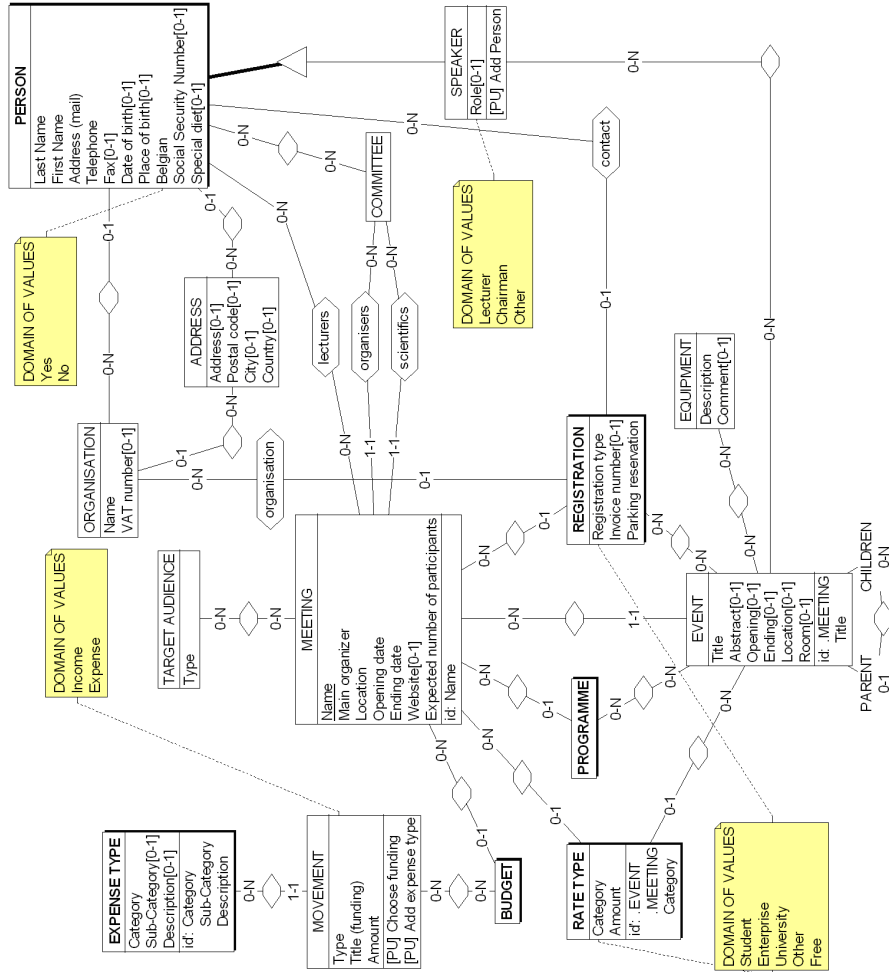 PERSON
Last Name
First Name
Address (mail)
Telephone
Fax[0-1]
Date of birth[0-1]
Place of birth[0-1]
Belgian
Social Security Number[0-1]
Special diet[0-1]
SPEAKER
Role[0-1]
[PU] Add Person
0-N
0-N
contact
0-1
0-N
COMMITTEE
0-N
0-N
0-N
0-N
lecturers
organisers
scientifics
0-N
1-1
1-1
DOMAIN OF VALUES
Lecturer
Chairman
Other
DOMAIN OF VALUES
Yes
No
0-1
0-N
0-1
0-N
ADDRESS
Address[0-1]
Postal code[0-1]
City[0-1]
Country[0-1]
0-N
0-1
ORGANISATION
Name
VAT number[0-1]
0-N
organisation
0-1
REGISTRATION
Registration type
Invoice number[0-1]
Parking reservation
EQUIPMENT
Description
Comment[0-1]
0-N
0-N
0-N
0-N
0-N
0-N
0-1
DOMAIN OF VALUES
Income
Expense
TARGET AUDIENCE
Type
0-N
0-N
MEETING
Name
Main organizer
Location
Opening date
Ending date
Website[0-1]
Expected number of participants
id: Name
0-N
1-1
EVENT
Title
Abstract[0-1]
Opening[0-1]
Ending[0-1]
Location[0-1]
Room[0-1]
id: .MEETING
Title
CHILDREN
0-N
PARENT
0-1
0-N
0-1
PROGRAMME
0-N
0-N
0-N
0-1
0-N
0-1
EXPENSE TYPE
Category
Sub-Category[0-1]
Description[0-1]
id': Category
Sub-Category
Description
0-N
1-1
MOVEMENT
Type
Title (funding)
Amount
[PU] Choose funding
[PU] Add expense type
0-N
0-N
BUDGET
0-1
0-N
RATE TYPE
Category
Amount
id': .EVENT
.MEETING
Category
DOMAIN OF VALUES
Student
Enterprise
University
Other
Free